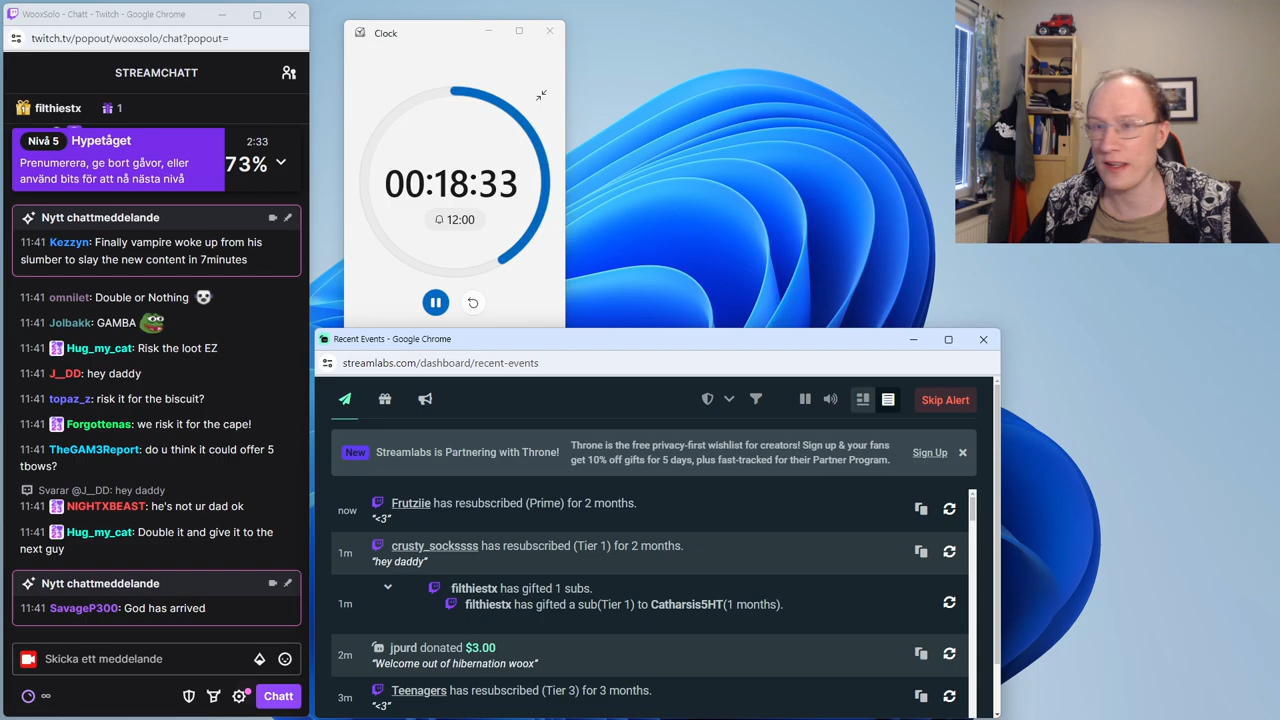 WooxSolo - Chatt - Twitch - Google Chrome
twitch.tv/popout/wooxsolo/chat?popout=
STREAMCHATT
filthiestx 1
Nivå 5 Hypetåget 2:33
Prenumerera, ge bort gåvor, eller
använd bits för att nå nästa nivå
73%
Nytt chattmeddelande
11:41 Kezzyn: Finally vampire woke up from his
slumber to slay the new content in 7minutes
11:41 omnilet: Double or Nothing
11:41 Jolbakk: GAMBA
11:41 Hug_my_cat: Risk the loot EZ
11:41 J__DD: hey daddy
11:41 topaz_z: risk it for the biscuit?
11:41 Forgottenas: we risk it for the cape!
11:41 TheGAM3Report: do u think it could offer 5
tbows?
Svarar @J__DD: hey daddy
11:41 NIGHTXBEAST: he's not ur dad ok
11:41 Hug_my_cat: Double it and give it to the
next guy
Nytt chattmeddelande
11:41 SavageP300: God has arrived
Skicka ett meddelande
∞
Chatt
Clock
00:18:33
12:00
Recent Events - Google Chrome
streamlabs.com/dashboard/recent-events
Skip Alert
New Streamlabs is Partnering with Throne!
Throne is the free privacy-first wishlist for creators! Sign up & your fans
get 10% off gifts for 5 days, plus fast-tracked for their Partner Program.
Sign Up
now Frutziie has resubscribed (Prime) for 2 months.
"<3"
1m crusty_sockssss has resubscribed (Tier 1) for 2 months.
"hey daddy"
1m filthiestx has gifted 1 subs.
filthiestx has gifted a sub(Tier 1) to Catharsis5HT(1 months).
2m jpurd donated $3.00
"Welcome out of hibernation woox"
3m Teenagers has resubscribed (Tier 3) for 3 months.
"<3"